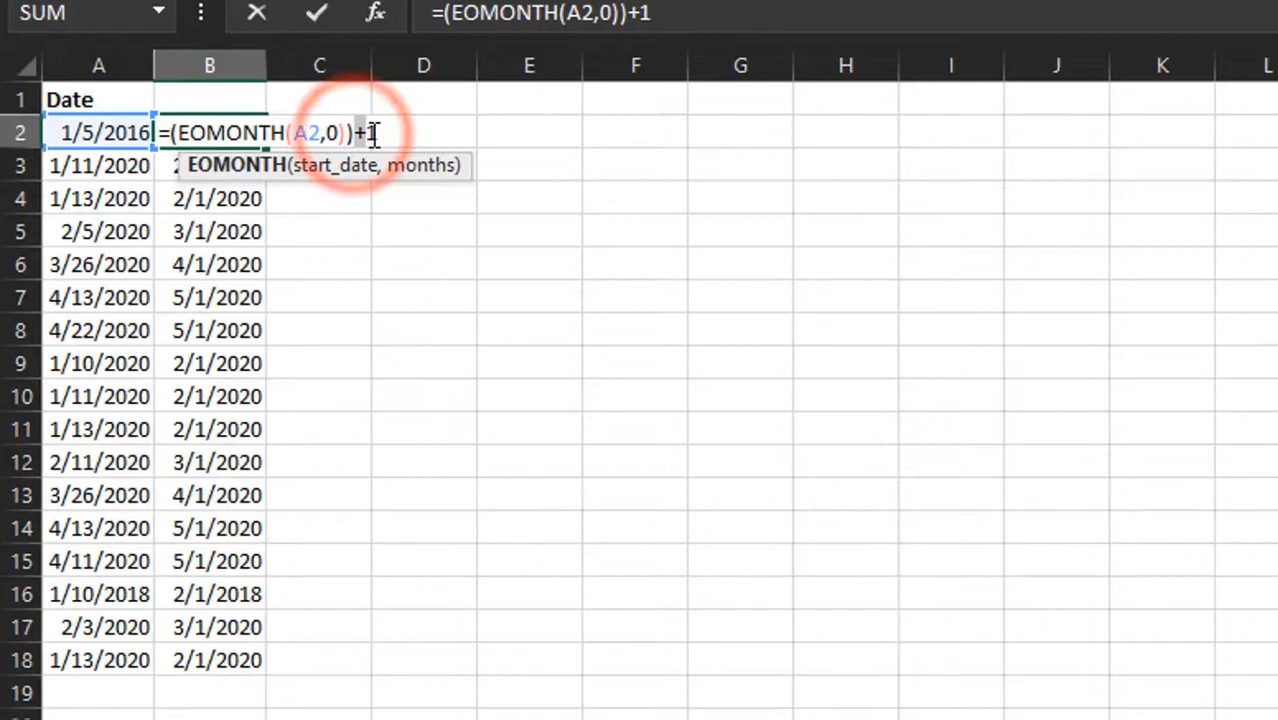 SUM =(EOMONTH(A2,0))+1
A B C D E F G H I J K L
1 Date
2 1/5/2016 =(EOMONTH(A2,0))+1
EOMONTH(start_date, months)
3 1/11/2020 2
4 1/13/2020 2/1/2020
5 2/5/2020 3/1/2020
6 3/26/2020 4/1/2020
7 4/13/2020 5/1/2020
8 4/22/2020 5/1/2020
9 1/10/2020 2/1/2020
10 1/11/2020 2/1/2020
11 1/13/2020 2/1/2020
12 2/11/2020 3/1/2020
13 3/26/2020 4/1/2020
14 4/13/2020 5/1/2020
15 4/11/2020 5/1/2020
16 1/10/2018 2/1/2018
17 2/3/2020 3/1/2020
18 1/13/2020 2/1/2020
19